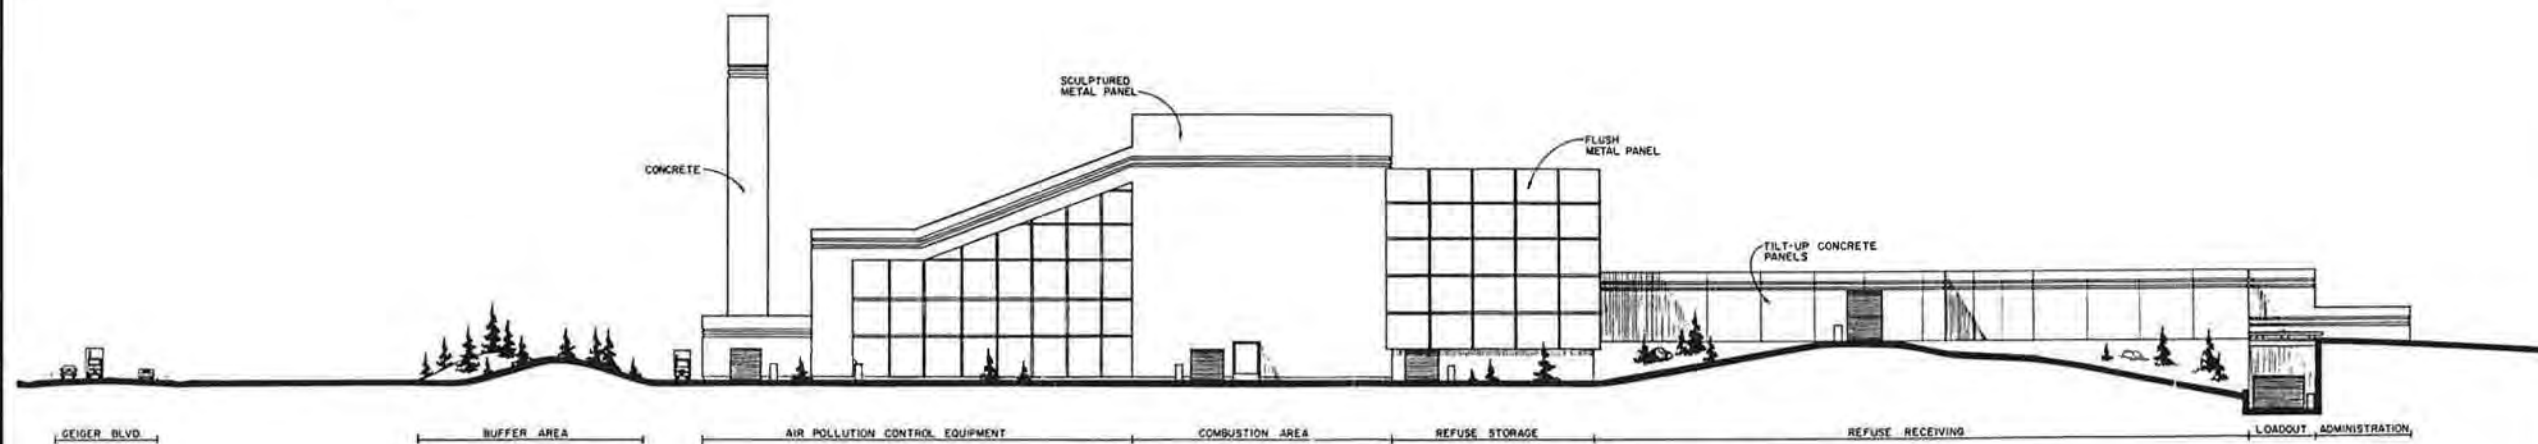 SCULPTURED
METAL PANEL
FLUSH
METAL PANEL
CONCRETE
TILT-UP CONCRETE
PANELS
GEIGER BLVD.
BUFFER AREA
AIR POLLUTION CONTROL EQUIPMENT
COMBUSTION AREA
REFUSE STORAGE
REFUSE RECEIVING
LOADOUT
ADMINISTRATION